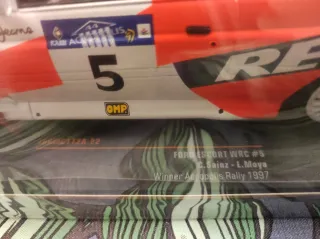 5
RE
OMP
FORD ESCORT WRC #5
C.Sainz - L.Moya
Winner Acropolis Rally 1997